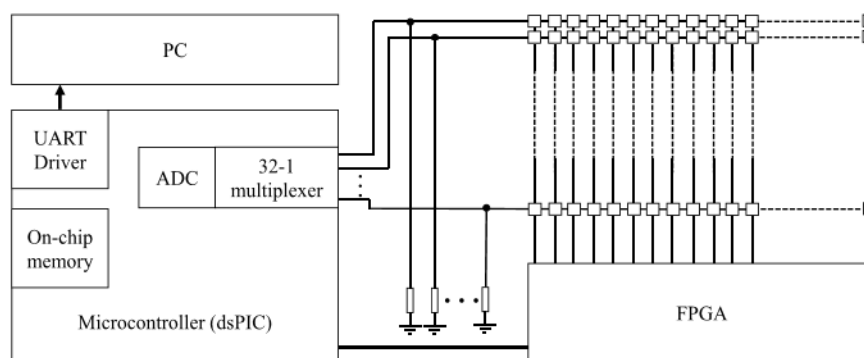 PC
UART
Driver
ADC
32-1
multiplexer
On-chip
memory
Microcontroller (dsPIC)
FPGA